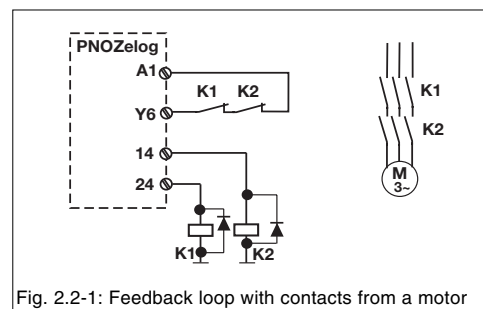 PNOZelog
A1
K1 K2
Y6
14
24
K1
K2
K1
K2
M
3~
Fig. 2.2-1: Feedback loop with contacts from a motor